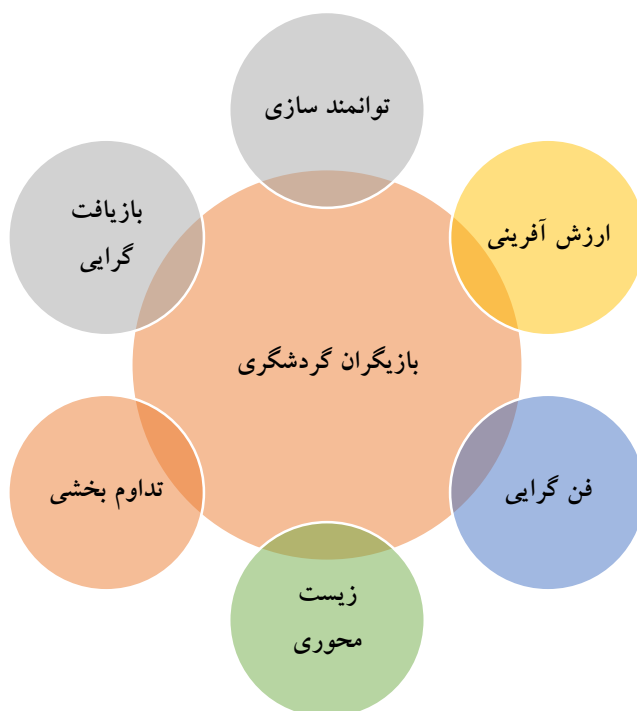 توانمند سازی
ارزش آفرینی
بازیافت
گرایی
بازیگران گردشگری
فن گرایی
تداوم بخشی
زیست
محوری